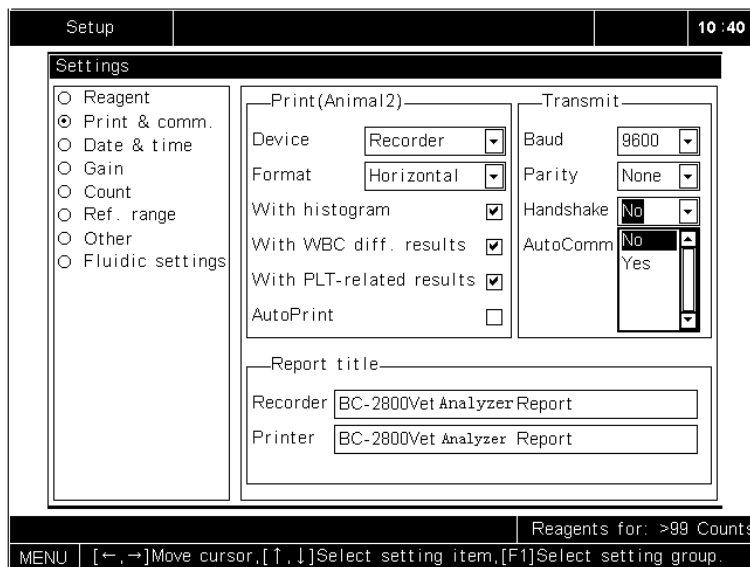 Setup
10:40
Settings
Reagent
Print & comm.
Date & time
Gain
Count
Ref. range
Other
Fluidic settings
Print(Animal2)
Device Recorder
Format Horizontal
With histogram
With WBC diff. results
With PLT-related results
AutoPrint
Transmit
Baud 9600
Parity None
Handshake No
AutoComm No
Yes
Report title
Recorder BC-2800Vet Analyzer Report
Printer BC-2800Vet Analyzer Report
Reagents for: >99 Counts
MENU [←,→]Move cursor,[↑,↓]Select setting item,[F1]Select setting group.